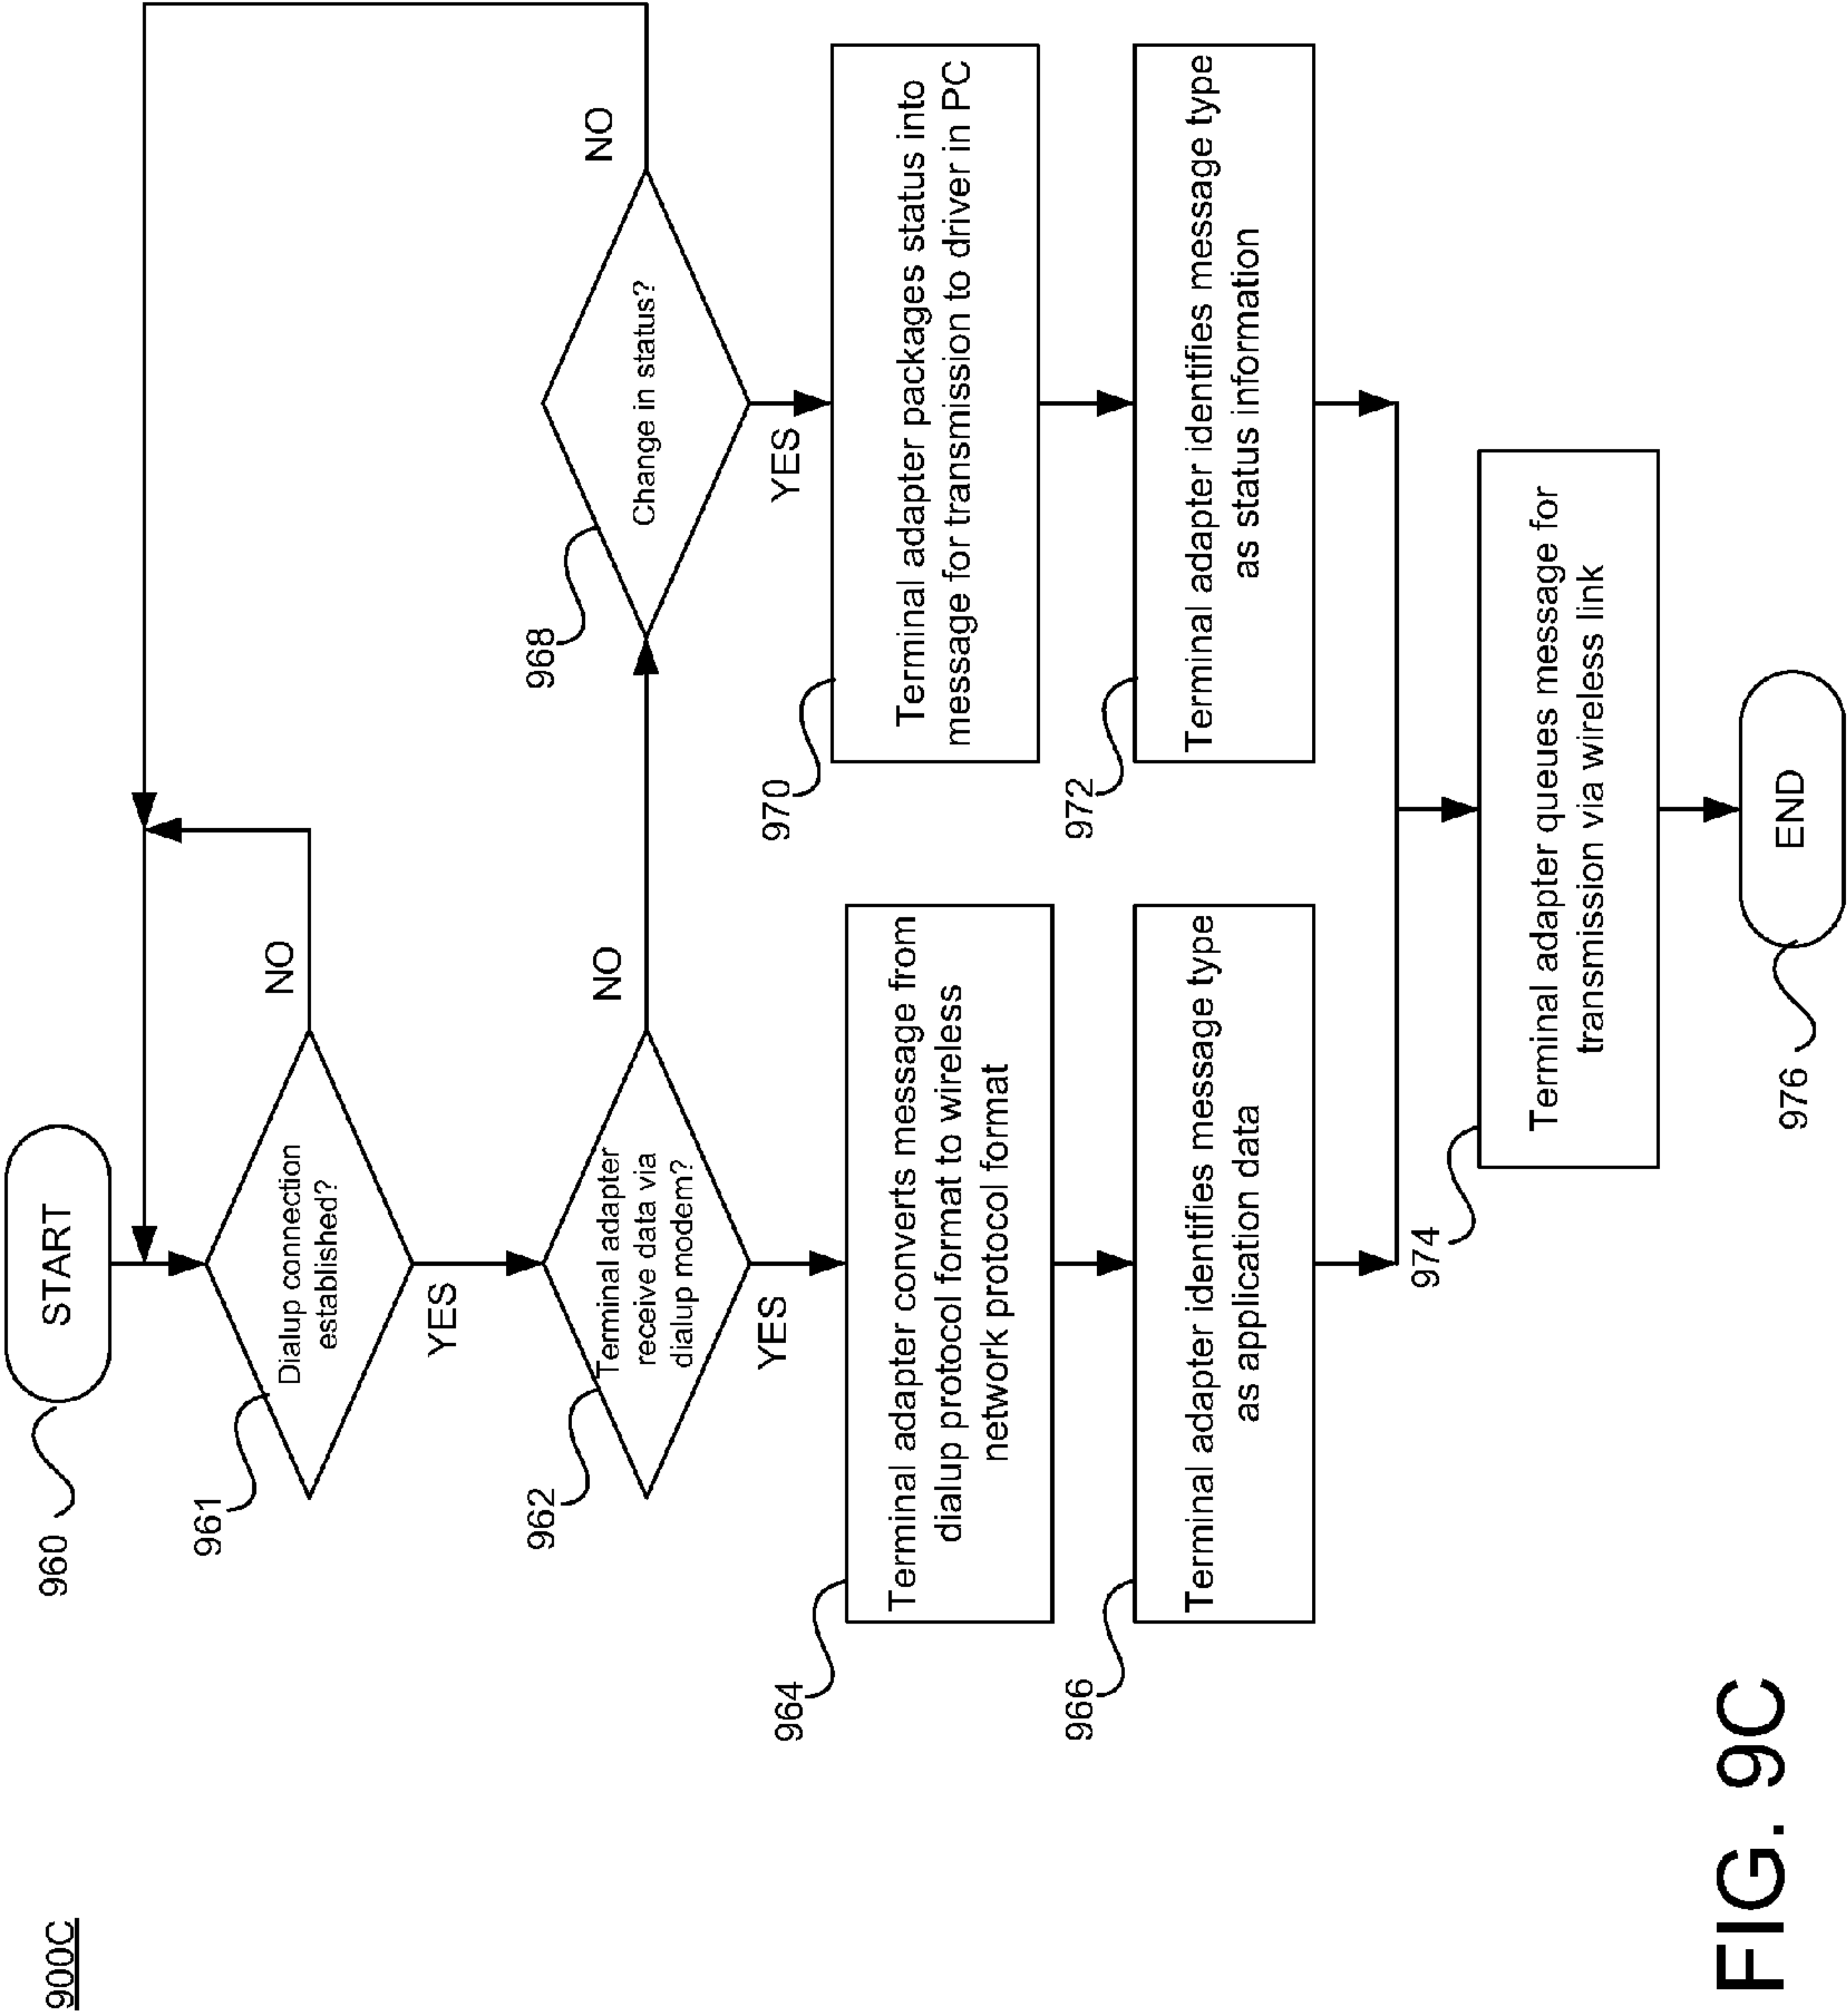 900C
960
START
961
Dialup connection
established?
NO
YES
962
Terminal adapter
receive data via
dialup modem?
NO
YES
968
Change in status?
NO
YES
964
Terminal adapter converts message from
dialup protocol format to wireless
network protocol format
970
Terminal adapter packages status into
message for transmission to driver in PC
966
Terminal adapter identifies message type
as application data
972
Terminal adapter identifies message type
as status information
974
Terminal adapter queues message for
transmission via wireless link
976
END
FIG. 9C